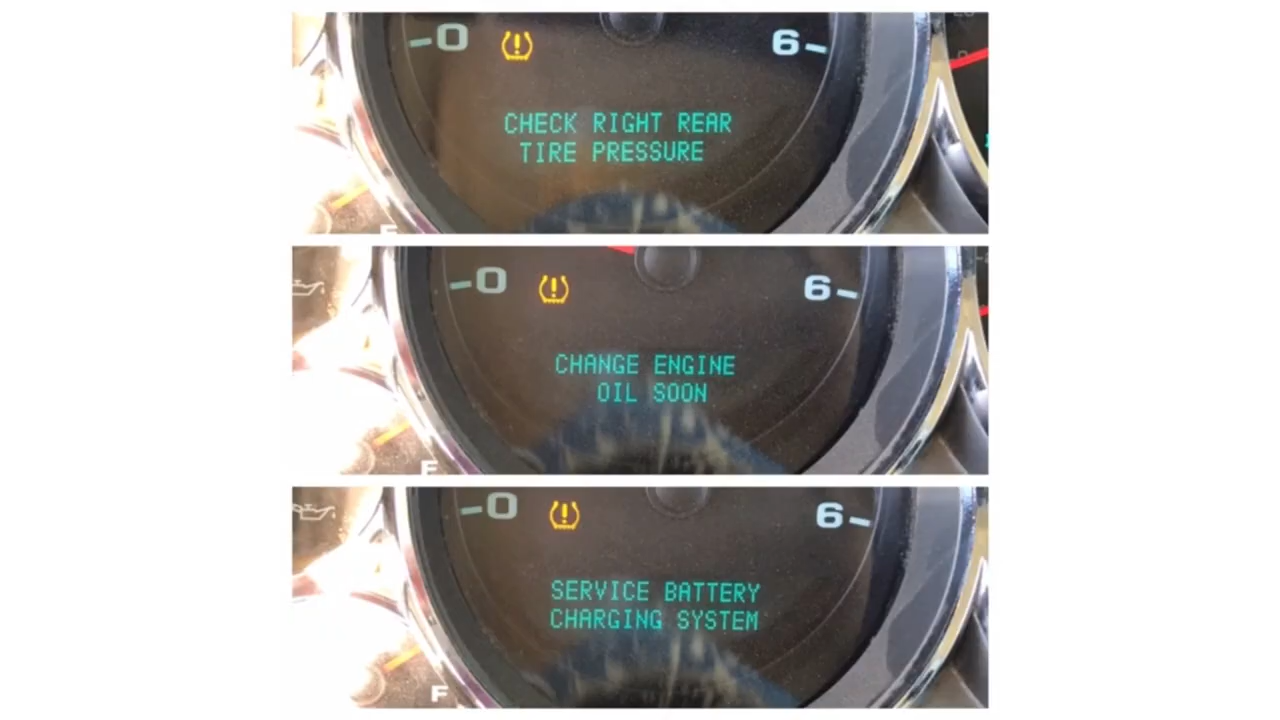 0 6
CHECK RIGHT REAR
TIRE PRESSURE
F
0 6
CHANGE ENGINE
OIL SOON
F
0 6
SERVICE BATTERY
CHARGING SYSTEM
F